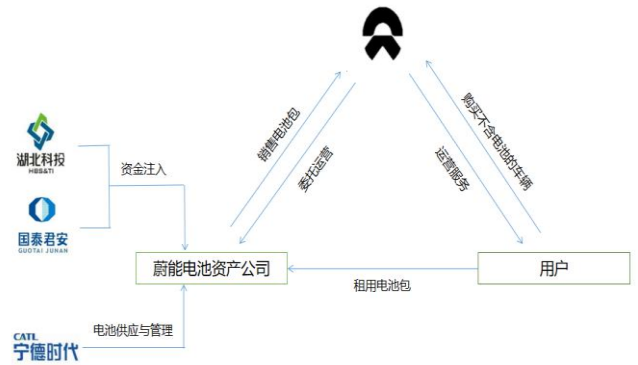 销售电池包
委托运营
购买不含电池的车辆
运营服务
湖北科投
HBS&TI
资金注入
国泰君安
GUOTAI JUNAN
蔚能电池资产公司
租用电池包
用户
CATL
宁德时代
电池供应与管理